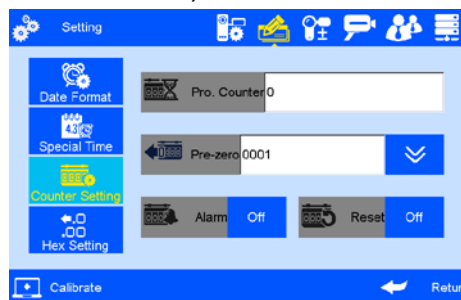 Setting
Date Format
Pro. Counter 0
Special Time
Pre-zero 0001
Counter Setting
Alarm Off Reset Off
Hex Setting
Calibrate Retur